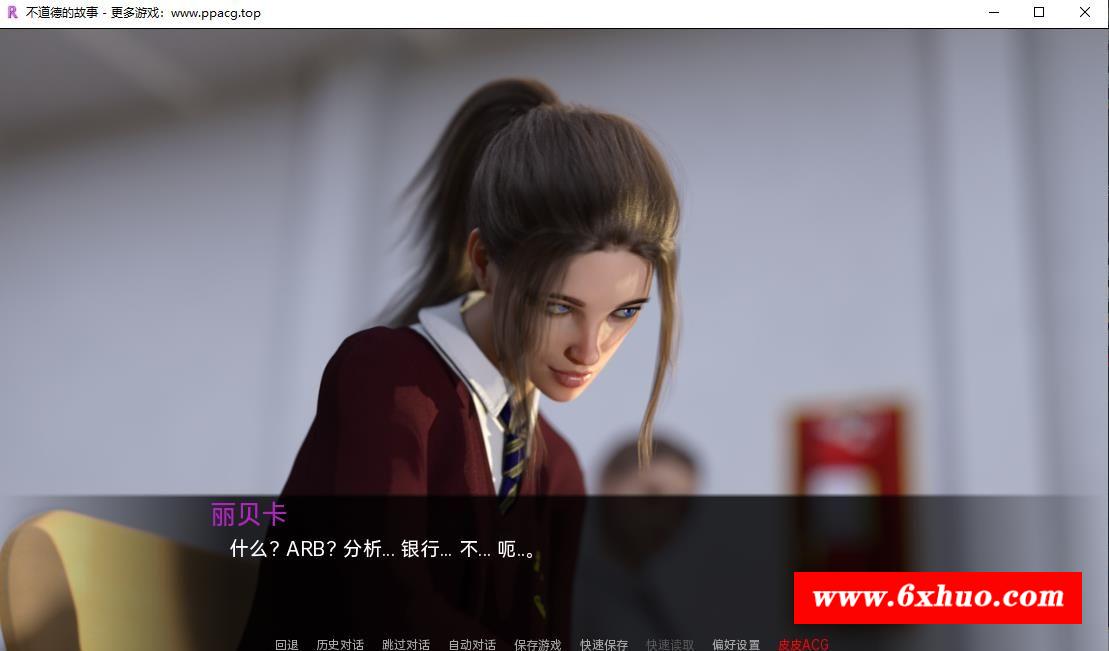 不道德的故事 - 更多游戏：www.ppacg.top
丽贝卡
什么？ARB？分析... 银行... 不... 呃..。
www.6xhuo.com
回退 历史对话 跳过对话 自动对话 保存游戏 快速保存 快速读取 偏好设置 皮皮ACG